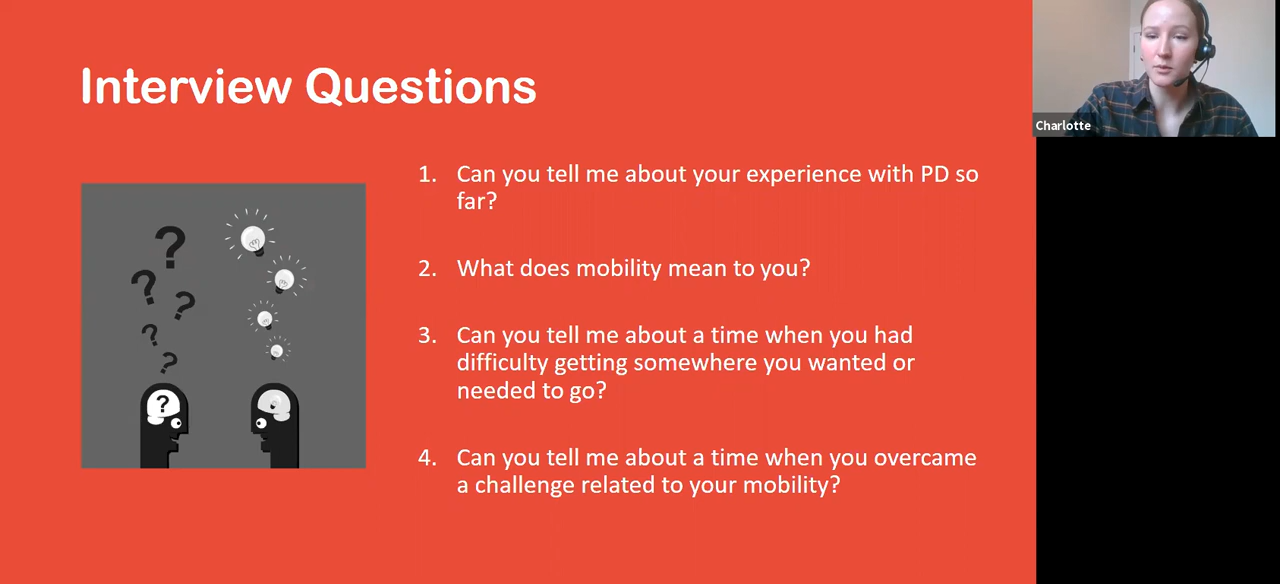 Interview Questions
Charlotte
1. Can you tell me about your experience with PD so
far?
2. What does mobility mean to you?
3. Can you tell me about a time when you had
difficulty getting somewhere you wanted or
needed to go?
4. Can you tell me about a time when you overcame
a challenge related to your mobility?
? 
?
?
?
?
?